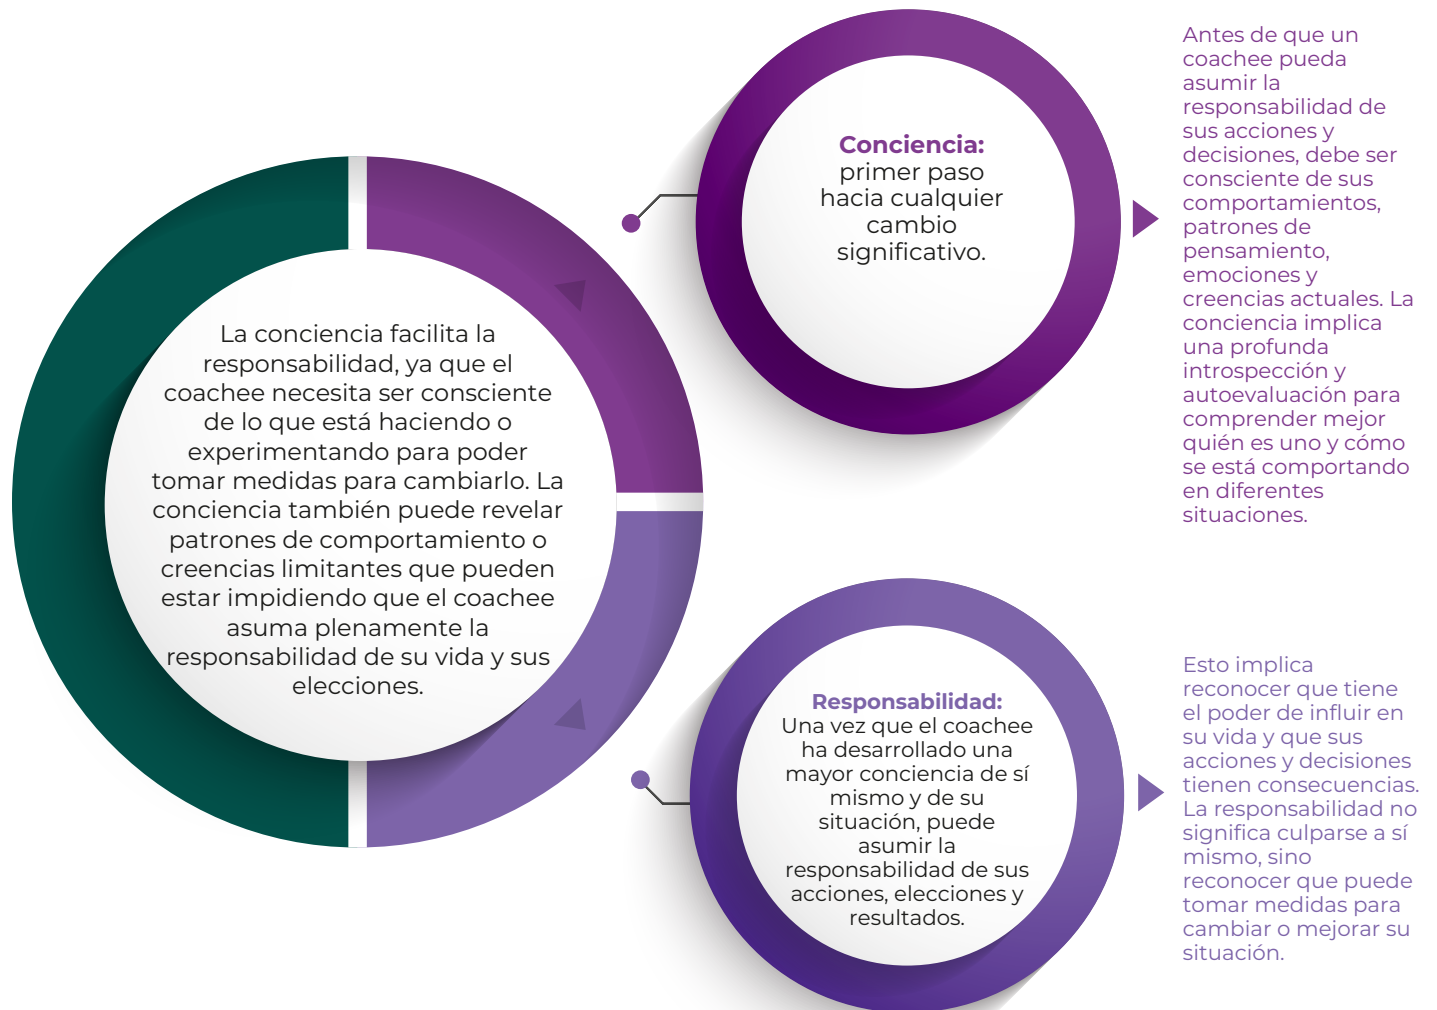 La conciencia facilita la
responsabilidad, ya que el
coachee necesita ser consciente
de lo que está haciendo o
experimentando para poder
tomar medidas para cambiarlo. La
conciencia también puede revelar
patrones de comportamiento o
creencias limitantes que pueden
estar impidiendo que el coachee
asuma plenamente la
responsabilidad de su vida y sus
elecciones.
Conciencia:
primer paso
hacia cualquier
cambio
significativo.
Antes de que un
coachee pueda
asumir la
responsabilidad de
sus acciones y
decisiones, debe ser
consciente de sus
comportamientos,
patrones de
pensamiento,
emociones y
creencias actuales. La
conciencia implica
una profunda
introspección y
autoevaluación para
comprender mejor
quién es uno y cómo
se está comportando
en diferentes
situaciones.
Responsabilidad:
Una vez que el coachee
ha desarrollado una
mayor conciencia de sí
mismo y de su
situación, puede
asumir la
responsabilidad de sus
acciones, elecciones y
resultados.
Esto implica
reconocer que tiene
el poder de influir en
su vida y que sus
acciones y decisiones
tienen consecuencias.
La responsabilidad no
significa culparse a sí
mismo, sino
reconocer que puede
tomar medidas para
cambiar o mejorar su
situación.